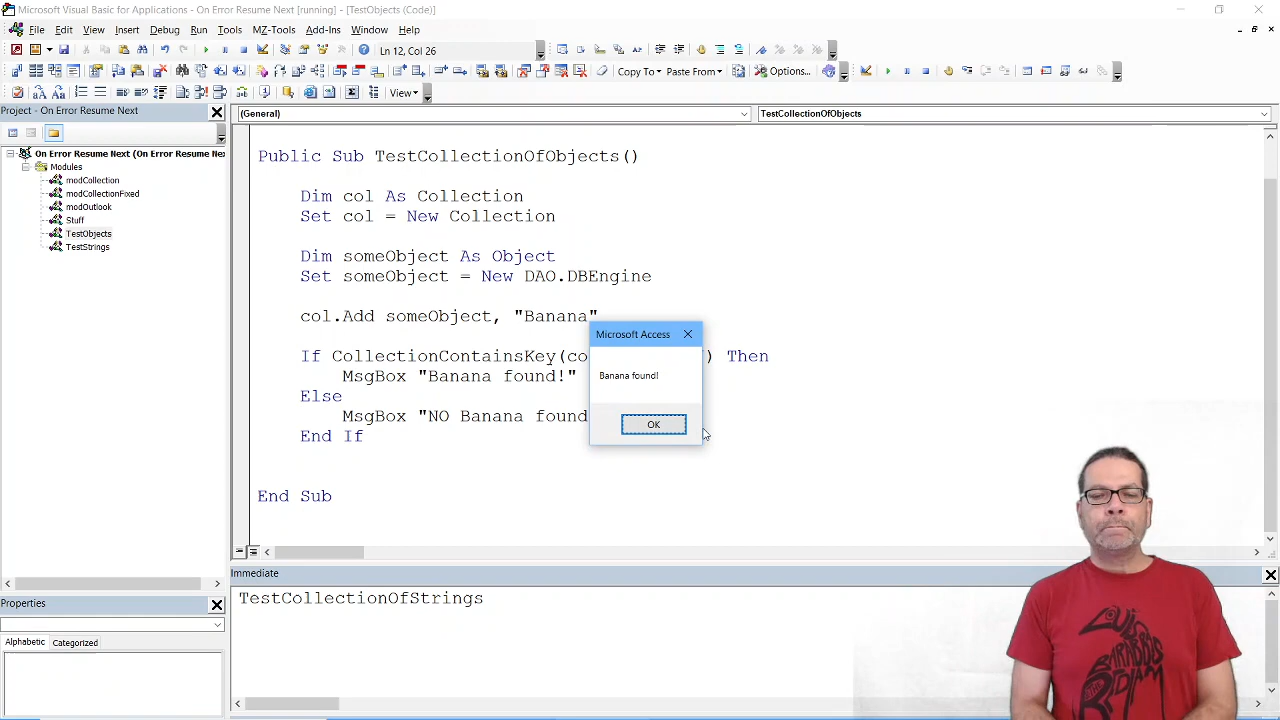 Microsoft Visual Basic for Applications - On Error Resume Next [running] - [TestObjects (Code)]
File Edit View Insert Debug Run Tools MZ-Tools Add-Ins Window Help
Ln 12, Col 26
Copy To Paste From Options...
View
Project - On Error Resume Next
On Error Resume Next (On Error Resume Ne
Modules
modCollection
modCollectionFixed
modOutlook
Stuff
TestObjects
TestStrings
Properties
Alphabetic Categorized
(General) TestCollectionOfObjects
Public Sub TestCollectionOfObjects()
Dim col As Collection
Set col = New Collection
Dim someObject As Object
Set someObject = New DAO.DBEngine
col.Add someObject, "Banana"
If CollectionContainsKey(co ) Then
MsgBox "Banana found!"
Else
MsgBox "NO Banana found
End If
End Sub
Microsoft Access
Banana found!
OK
Immediate
TestCollectionOfStrings